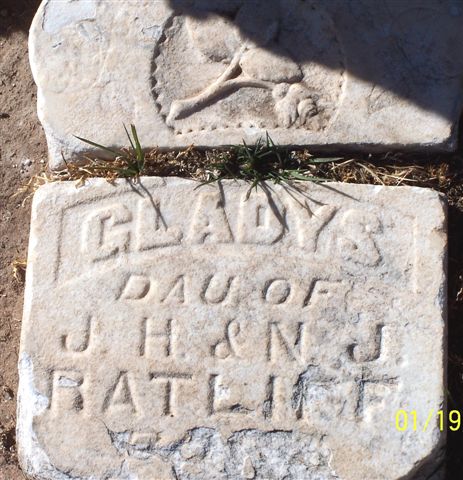 GLADYS
DAU OF
J. H. & N. J.
RATLIFF
01/19